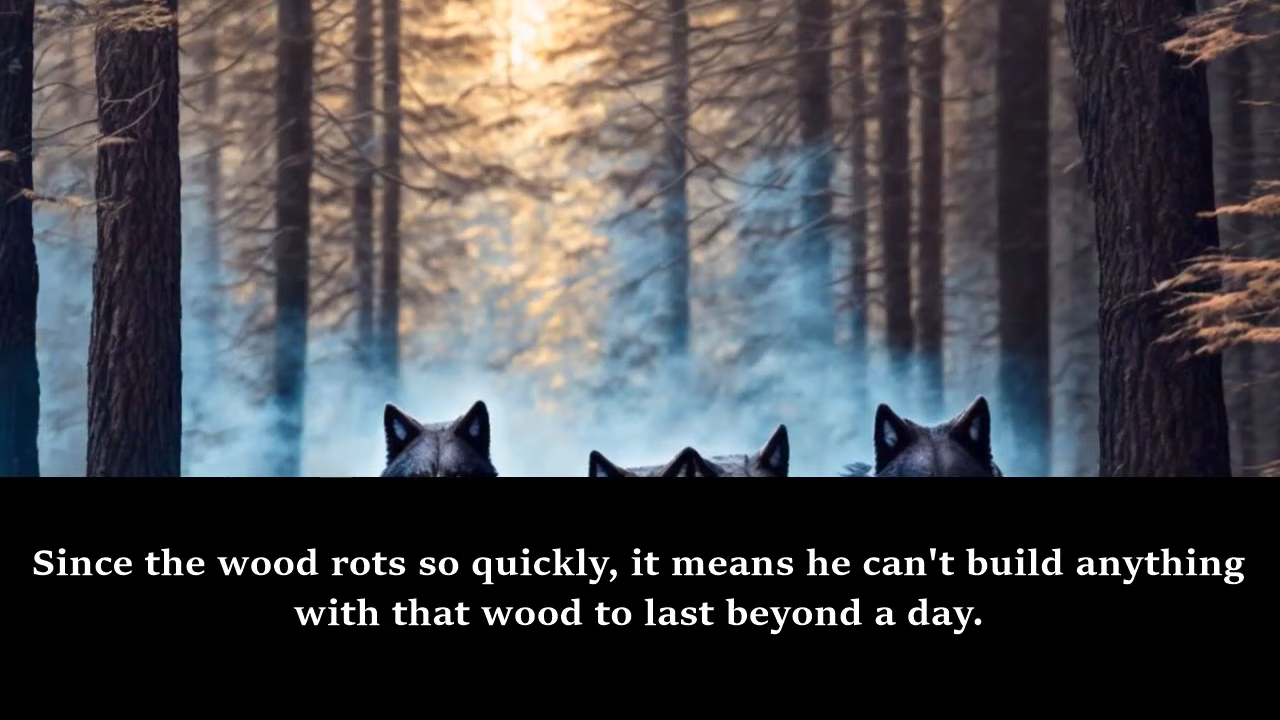 Since the wood rots so quickly, it means he can't build anything
with that wood to last beyond a day.